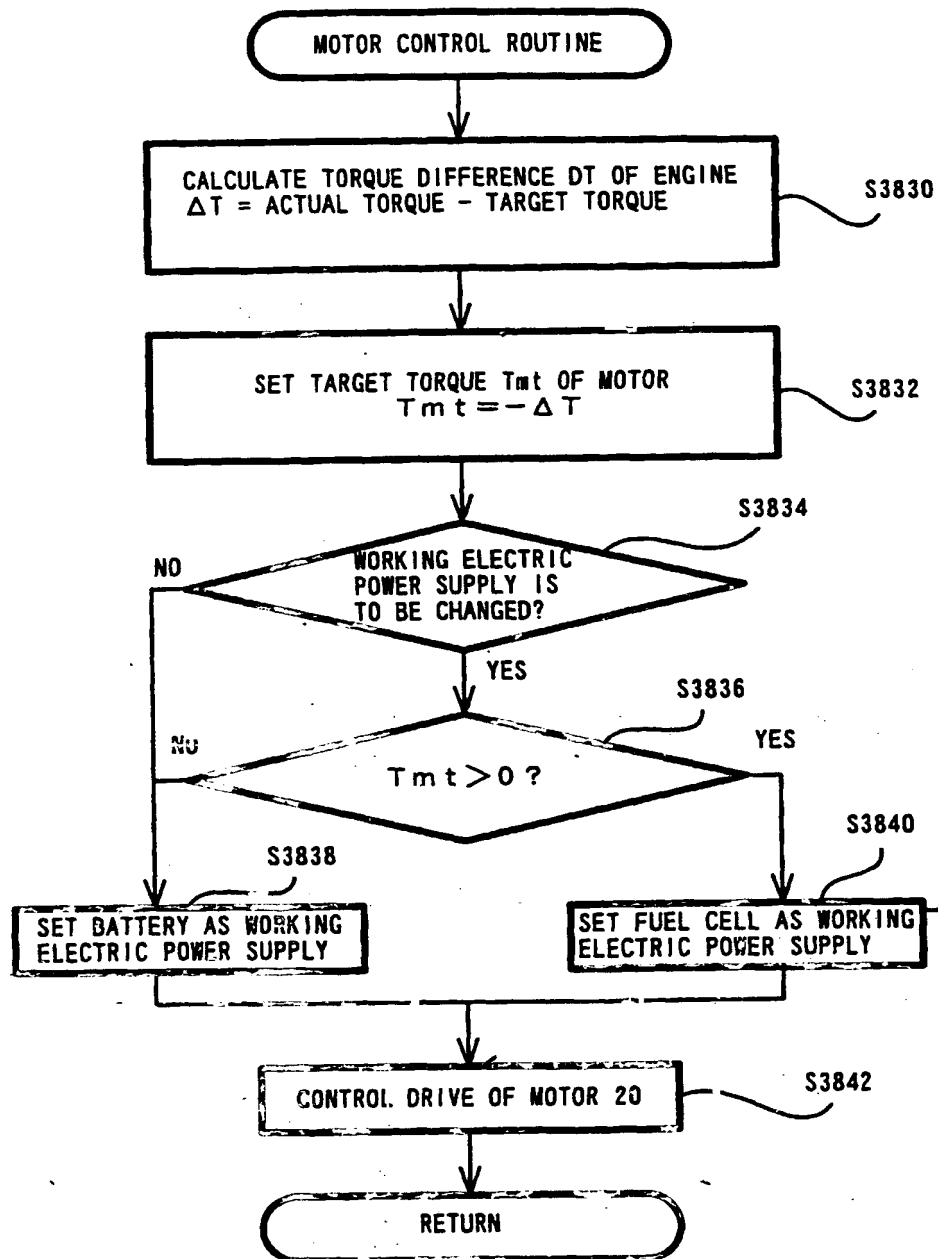 MOTOR CONTROL ROUTINE
CALCULATE TORQUE DIFFERENCE DT OF ENGINE
ΔT = ACTUAL TORQUE - TARGET TORQUE
S3830
SET TARGET TORQUE Tmt OF MOTOR
Tmt=-ΔT
S3832
S3834
NO
WORKING ELECTRIC
POWER SUPPLY IS
TO BE CHANGED?
YES
S3836
NO
YES
Tmt>0?
S3838
S3840
SET BATTERY AS WORKING
ELECTRIC POWER SUPPLY
SET FUEL CELL AS WORKING
ELECTRIC POWER SUPPLY
CONTROL DRIVE OF MOTOR 20
S3842
RETURN